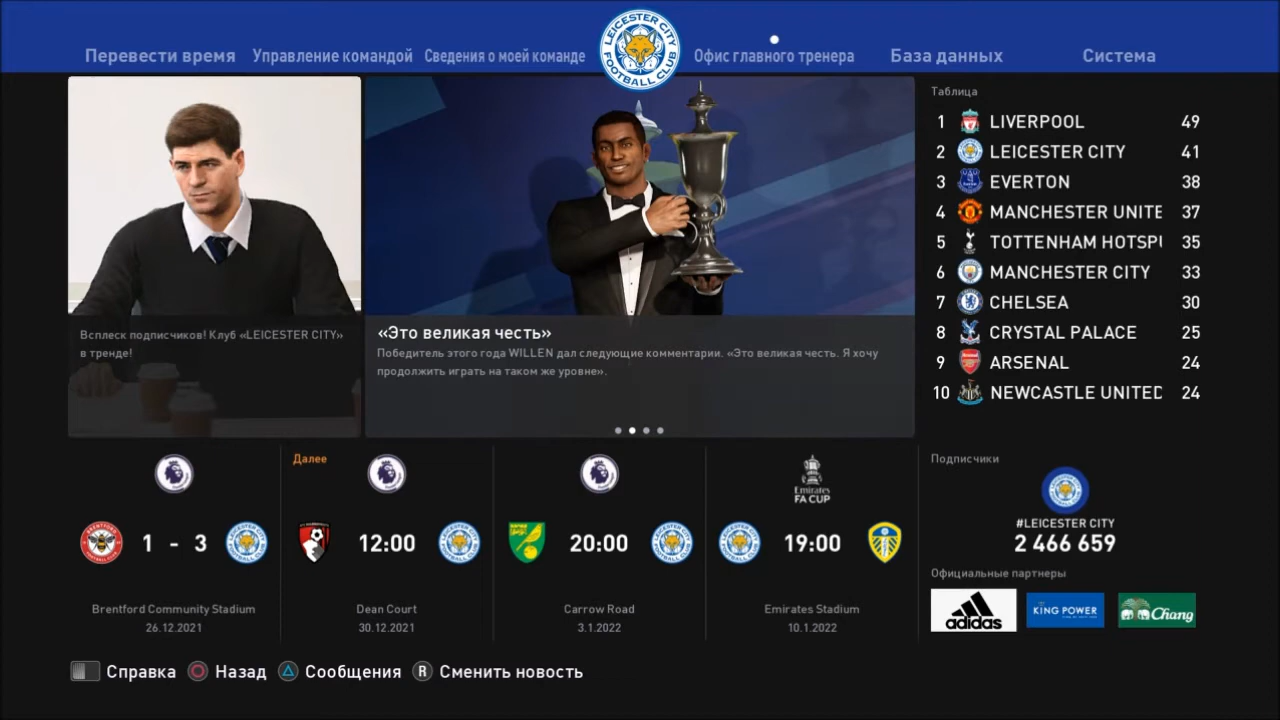 Перевести время
Управление командой
Сведения о моей команде
LEICESTER CITY
FOOTBALL CLUB
Офис главного тренера
База данных
Система
Всплеск подписчиков! Клуб «LEICESTER CITY»
в тренде!
«Это великая честь»
Победитель этого года WILLEN дал следующие комментарии. «Это великая честь. Я хочу
продолжить играть на таком же уровне».
Таблица
1 LIVERPOOL 49
2 LEICESTER CITY 41
3 EVERTON 38
4 MANCHESTER UNITE 37
5 TOTTENHAM HOTSPU 35
6 MANCHESTER CITY 33
7 CHELSEA 30
8 CRYSTAL PALACE 25
9 ARSENAL 24
10 NEWCASTLE UNITED 24
1 - 3
Brentford Community Stadium
26.12.2021
Далее
12:00
Dean Court
30.12.2021
20:00
Carrow Road
3.1.2022
Emirates
FA CUP
19:00
Emirates Stadium
10.1.2022
Подписчики
#LEICESTER CITY
2 466 659
Официальные партнеры
adidas
KING POWER
Chang
Справка
Назад
Сообщения
R Сменить новость